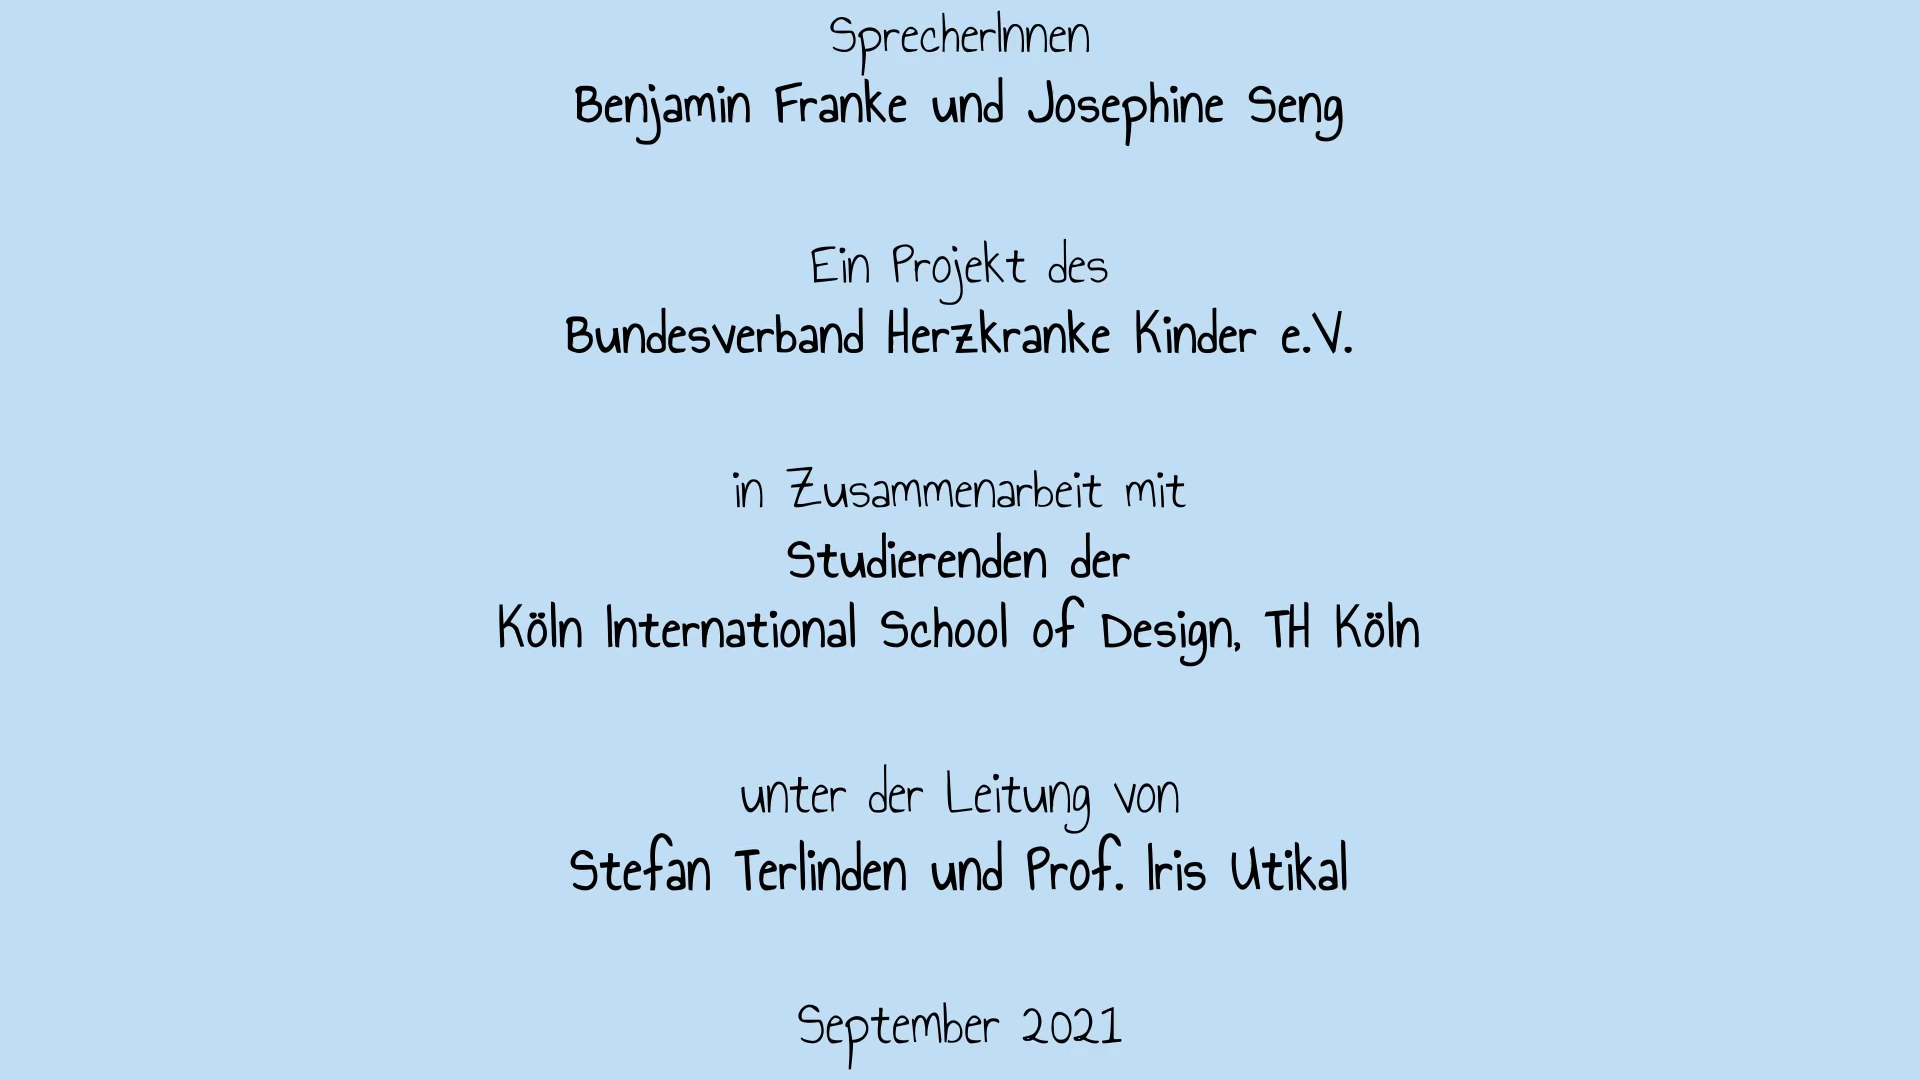 SprecherInnen
Benjamin Franke und Josephine Seng
Ein Projekt des
Bundesverband Herzkranke Kinder e.V.
in Zusammenarbeit mit
Studierenden der
Köln International School of Design, TH Köln
unter der Leitung von
Stefan Terlinden und Prof. Iris Utikal
September 2021